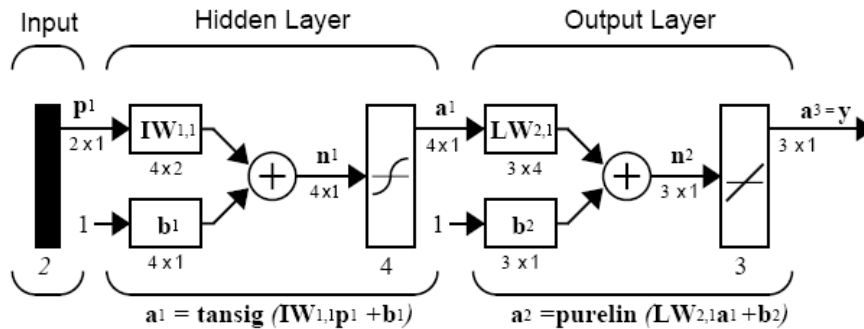 Input Hidden Layer Output Layer
p1 a1 a3 = y
IW1,1 LW2,1
2 x 1 4 x 1 3 x 1
4 x 2 n1 3 x 4 n2
4x1 3 x 1
1 b1 1 b2
2 4 x 1 4 3 x 1 3
a1 = tansig (IW1,1p1 +b1) a2 =purelin (LW2,1a1 +b2)